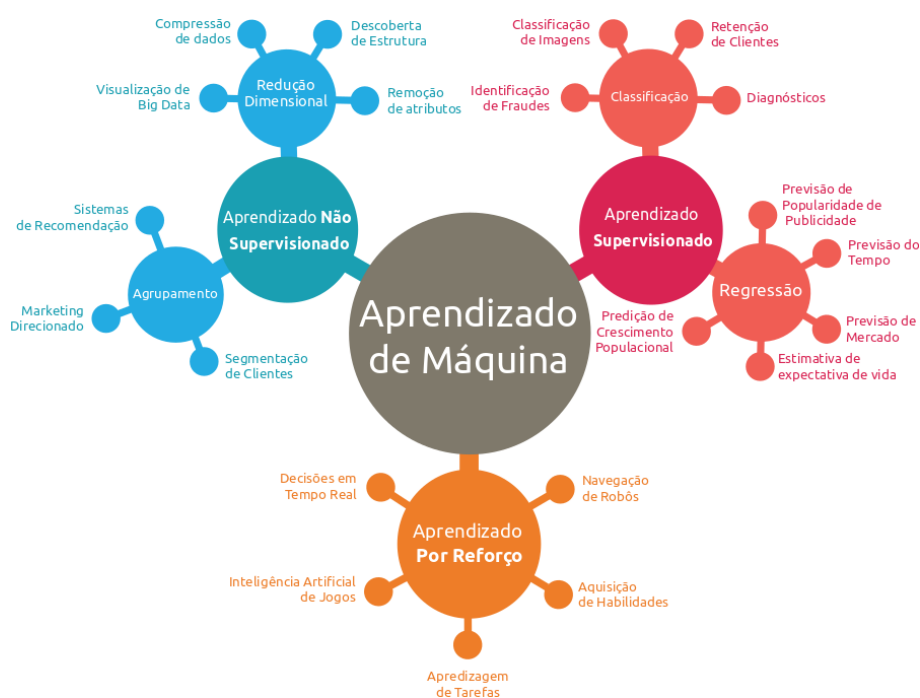 Compressão
de dados
Descoberta
de Estrutura
Visualização de
Big Data
Redução
Dimensional
Remoção
de atributos
Classificação
de Imagens
Retenção
de Clientes
Identificação
de Fraudes
Classificação
Diagnósticos
Aprendizado Não
Supervisionado
Sistemas
de Recomendação
Agrupamento
Marketing
Direcionado
Segmentação
de Clientes
Aprendizado
Supervisionado
Previsão de
Popularidade de
Publicidade
Previsão do
Tempo
Regressão
Predição de
Crescimento
Populacional
Previsão de
Mercado
Estimativa de
expectativa de vida
Aprendizado
de Máquina
Decisões em
Tempo Real
Navegação
de Robôs
Aprendizado
Por Reforço
Inteligência Artificial
de Jogos
Aquisição
de Habilidades
Apredizagem
de Tarefas